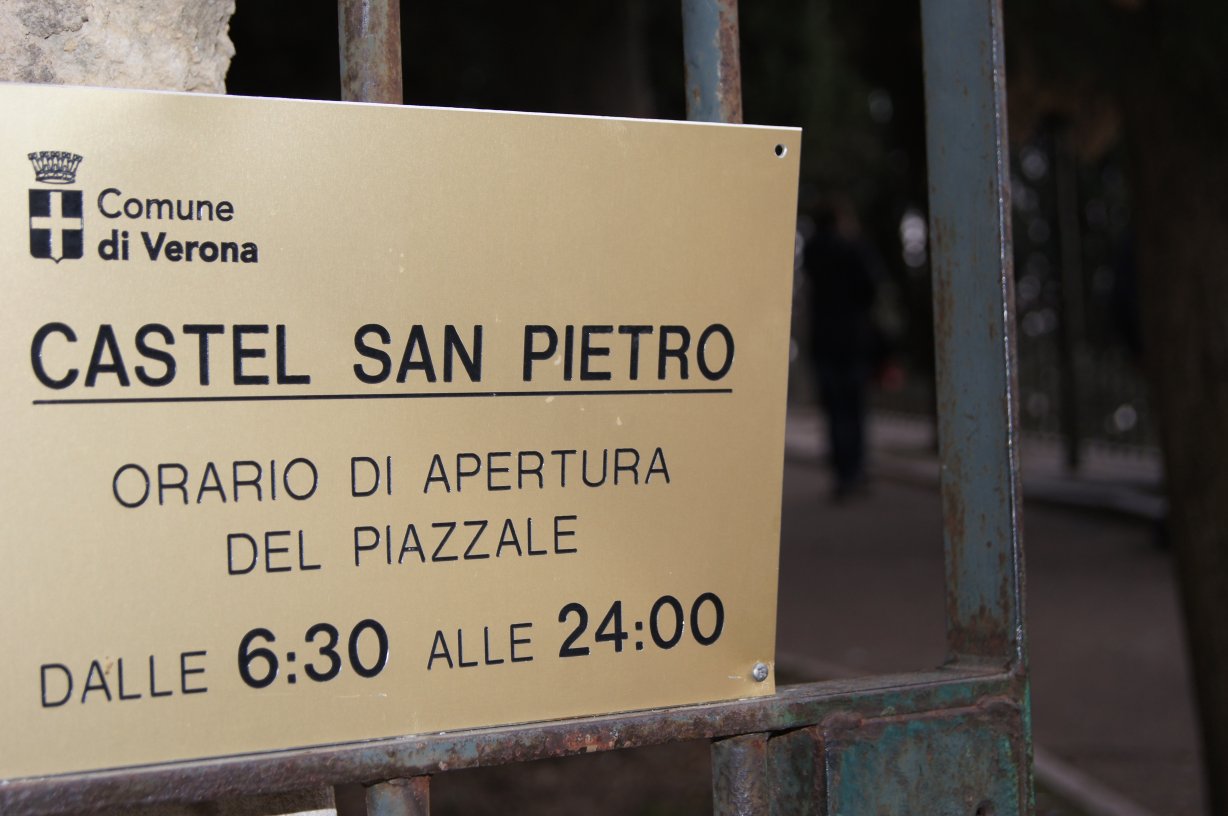 Comune
di Verona
CASTEL SAN PIETRO
ORARIO DI APERTURA
DEL PIAZZALE
DALLE 6:30 ALLE 24:00